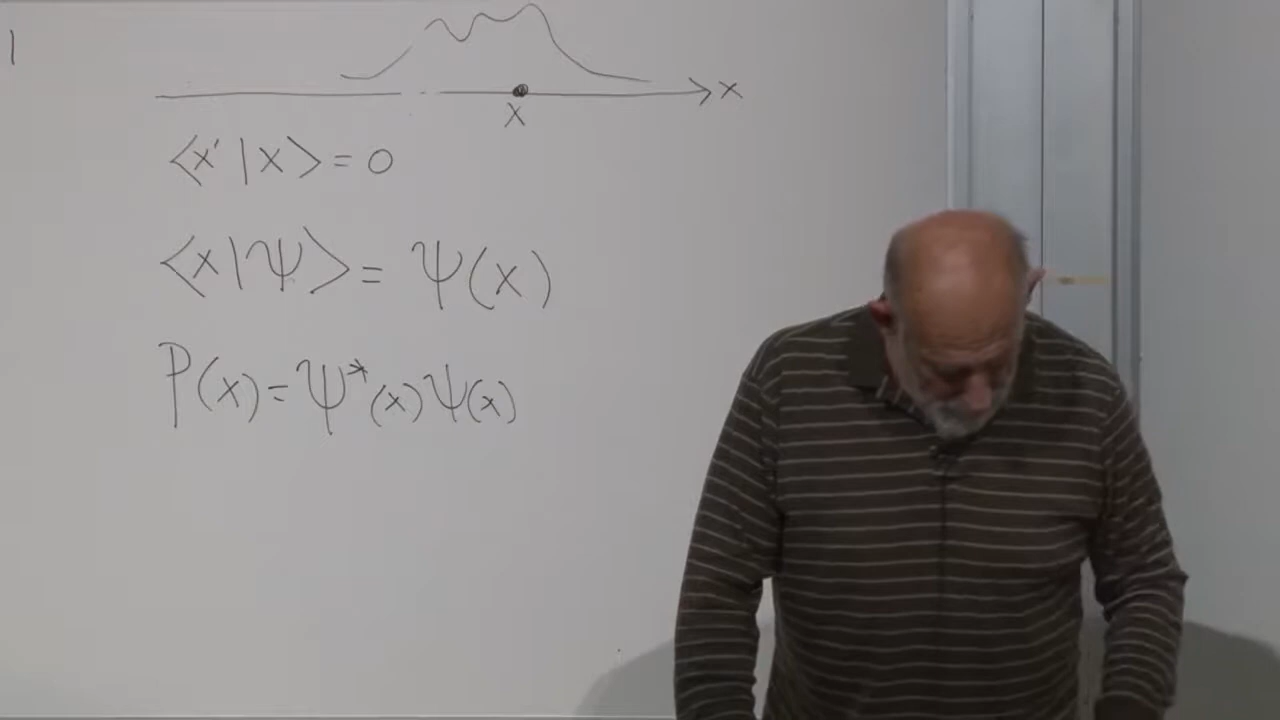 1
x
x
⟨x′|x⟩ = 0
⟨x|Ψ⟩ = Ψ(x)
P(x) = Ψ*(x)Ψ(x)